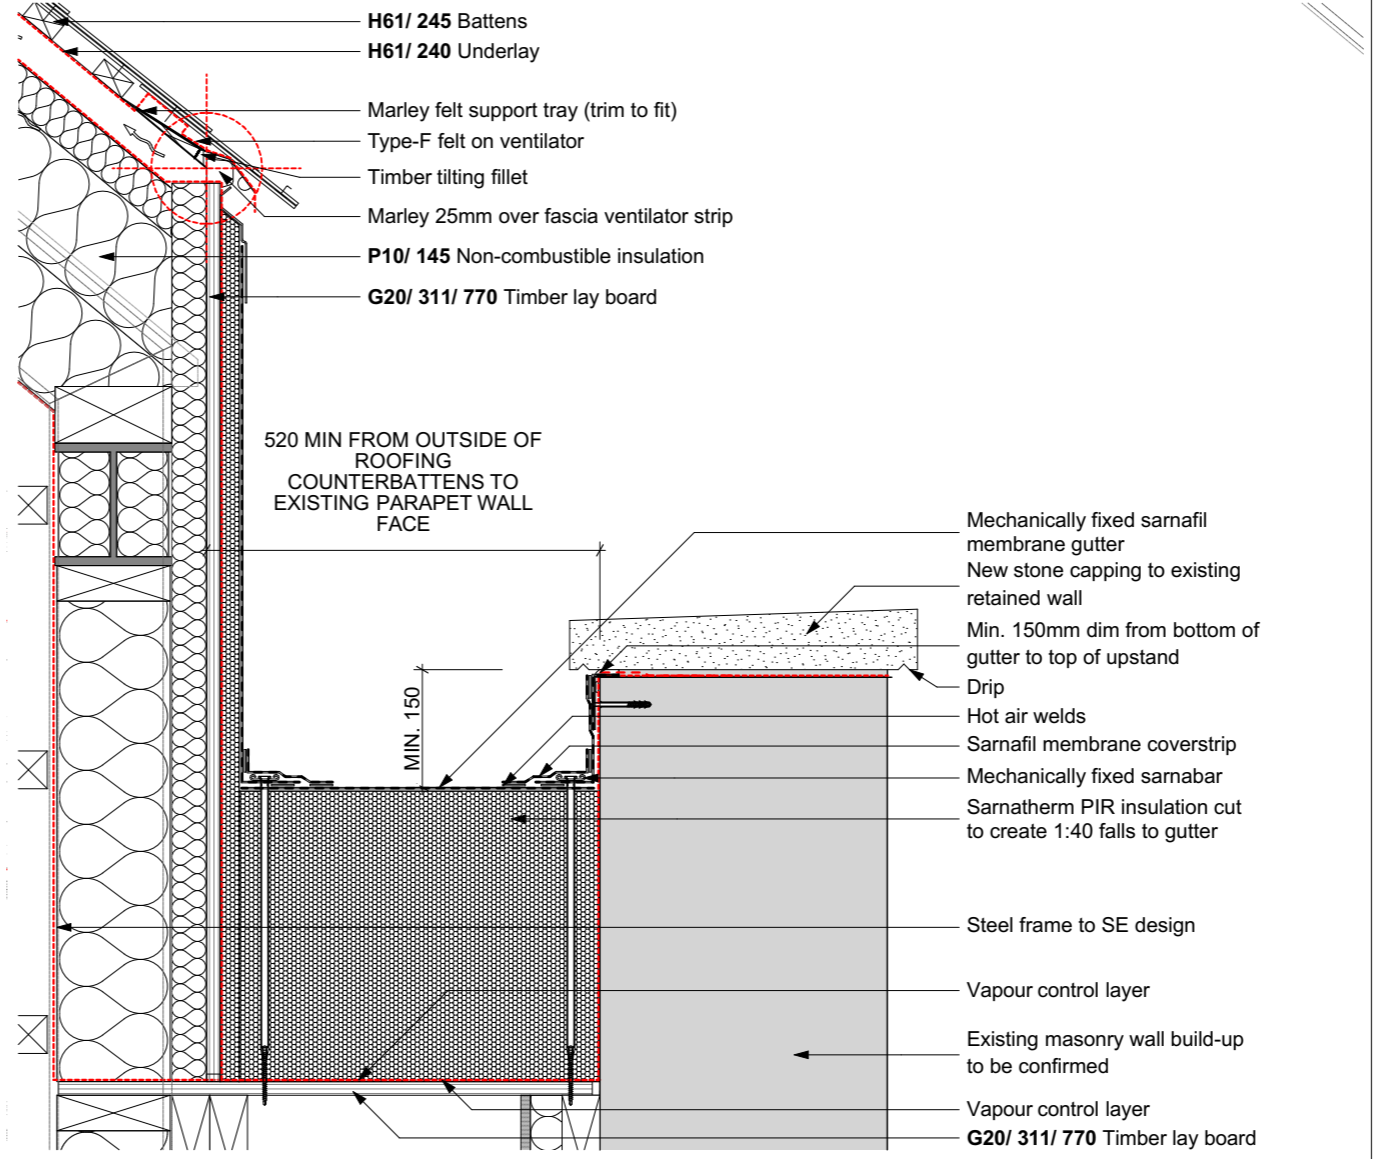 H61/ 245 Battens
H61/ 240 Underlay
Marley felt support tray (trim to fit)
Type-F felt on ventilator
Timber tilting fillet
Marley 25mm over fascia ventilator strip
P10/ 145 Non-combustible insulation
G20/ 311/ 770 Timber lay board
520 MIN FROM OUTSIDE OF
ROOFING
COUNTERBATTENS TO
EXISTING PARAPET WALL
FACE
MIN. 150
Mechanically fixed sarnafil
membrane gutter
New stone capping to existing
retained wall
Min. 150mm dim from bottom of
gutter to top of upstand
Drip
Hot air welds
Sarnafil membrane coverstrip
Mechanically fixed sarnabar
Sarnatherm PIR insulation cut
to create 1:40 falls to gutter
Steel frame to SE design
Vapour control layer
Existing masonry wall build-up
to be confirmed
Vapour control layer
G20/ 311/ 770 Timber lay board